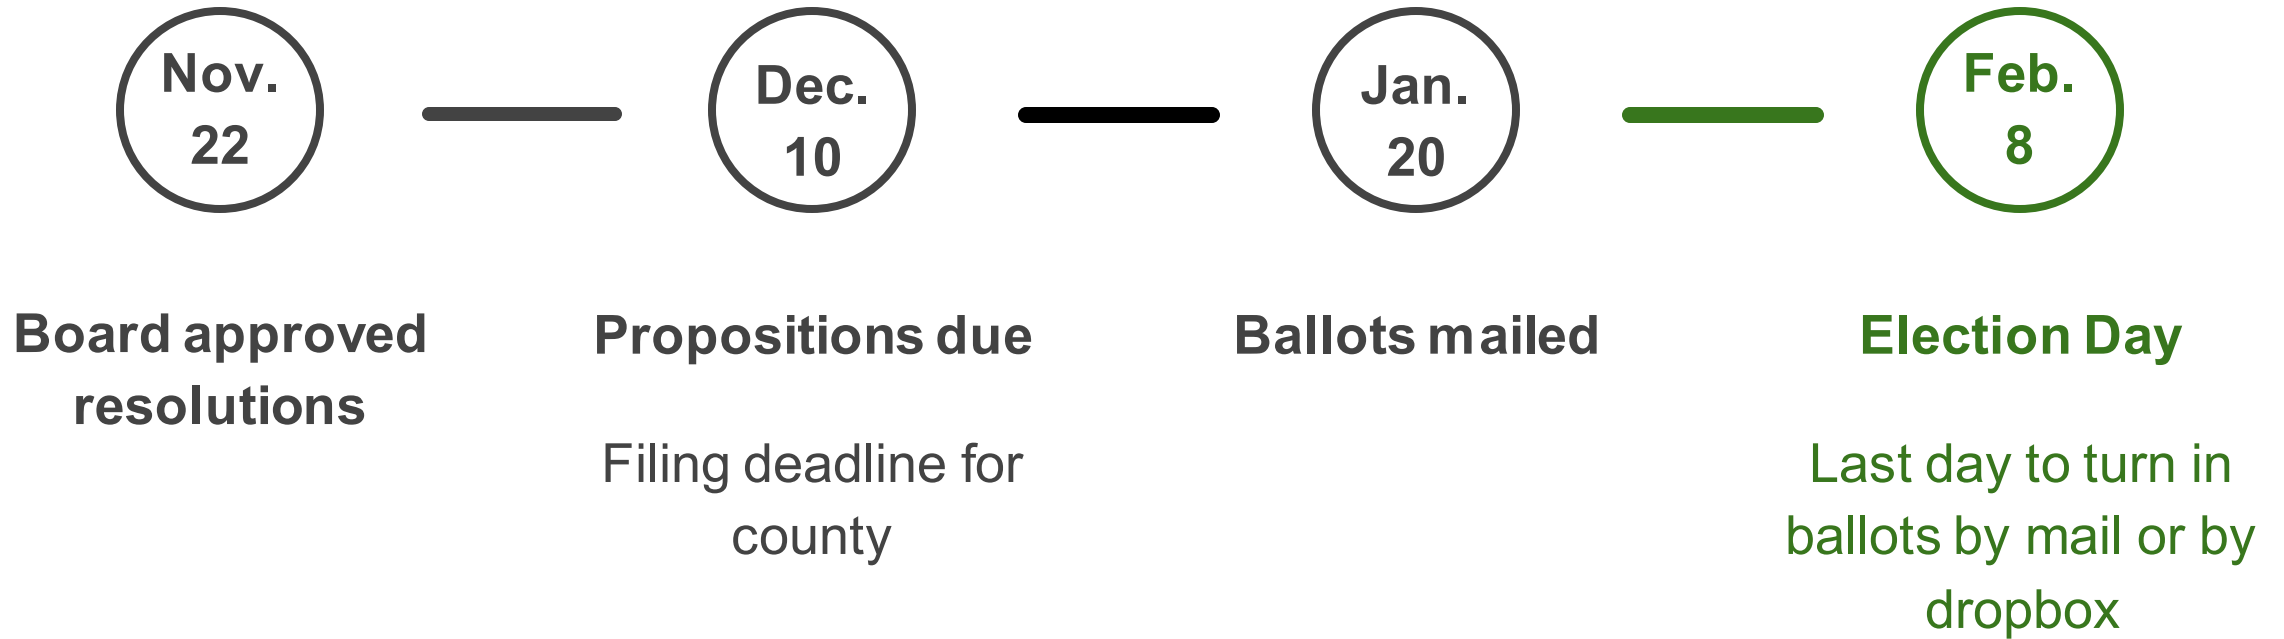 Nov.
22
Board approved
resolutions
Dec.
10
Propositions due
Filing deadline for
county
Jan.
20
Ballots mailed
Feb.
8
Election Day
Last day to turn in
ballots by mail or by
dropbox